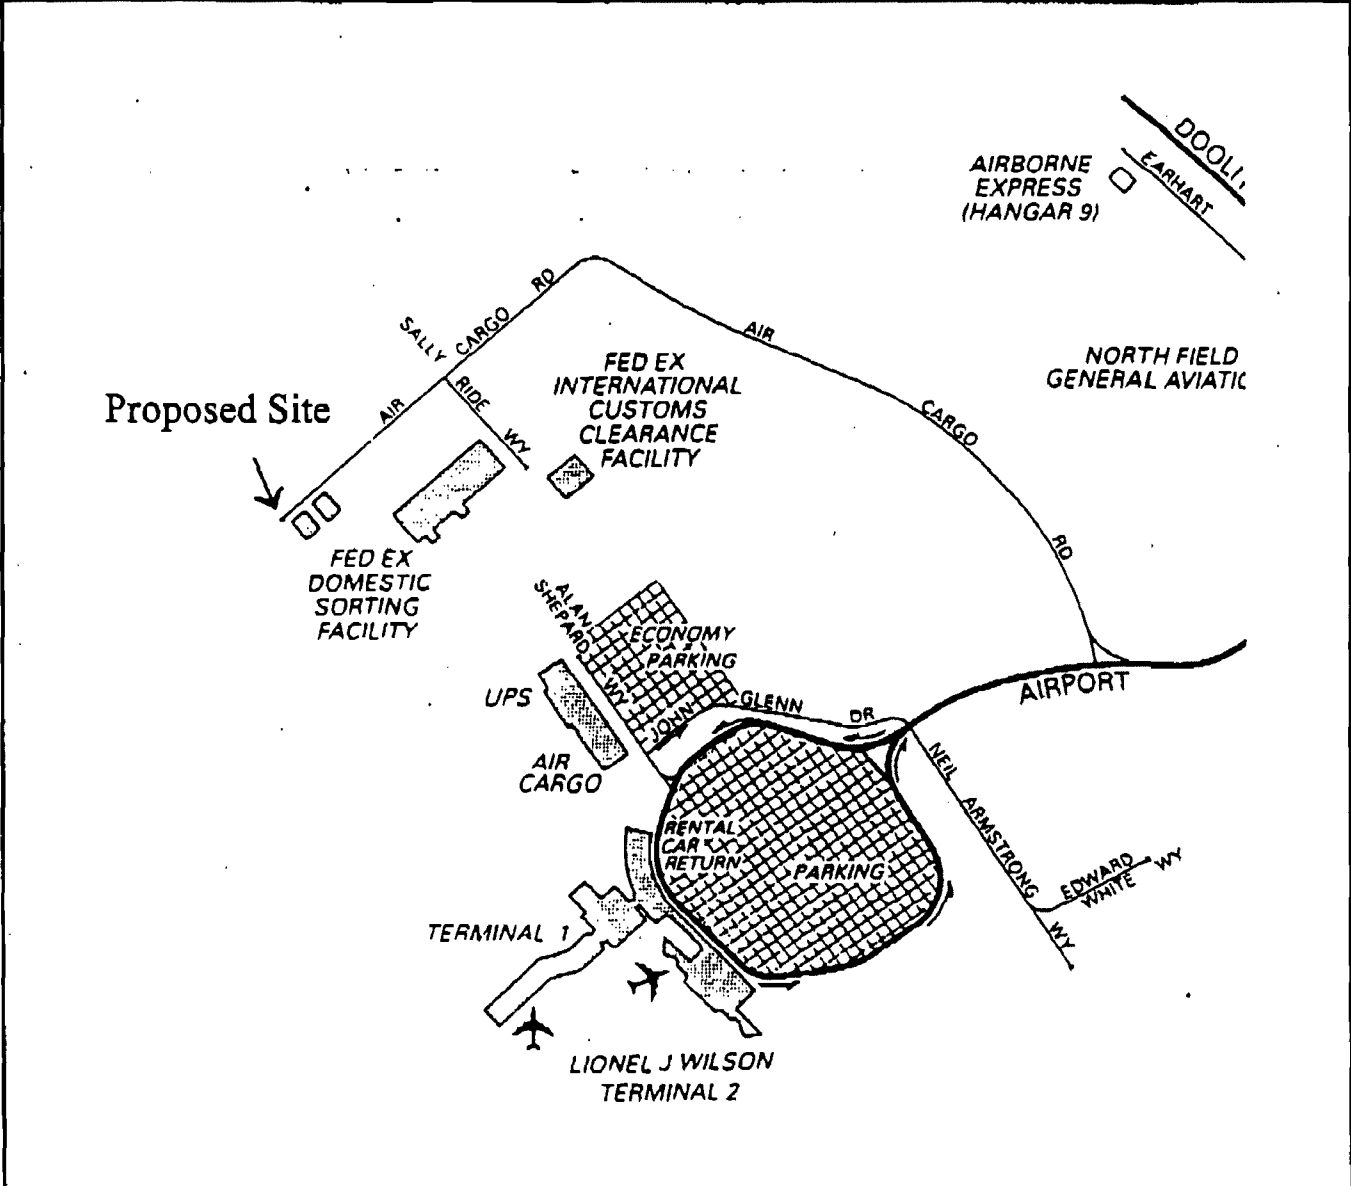 DOOLI
EARHART
AIRBORNE
EXPRESS
(HANGAR 9)
AIR CARGO RD
SALLY RIDE WY
AIR CARGO RD
NORTH FIELD
GENERAL AVIATIC
FED EX
INTERNATIONAL
CUSTOMS
CLEARANCE
FACILITY
Proposed Site
FED EX
DOMESTIC
SORTING
FACILITY
ALAN
SHEPARD WY
ECONOMY
PARKING
UPS
AIR
CARGO
JOHN GLENN DR
AIRPORT
NEIL ARMSTRONG WY
EDWARD
WHITE WY
RENTAL
CAR
RETURN
PARKING
TERMINAL 1
LIONEL J WILSON
TERMINAL 2